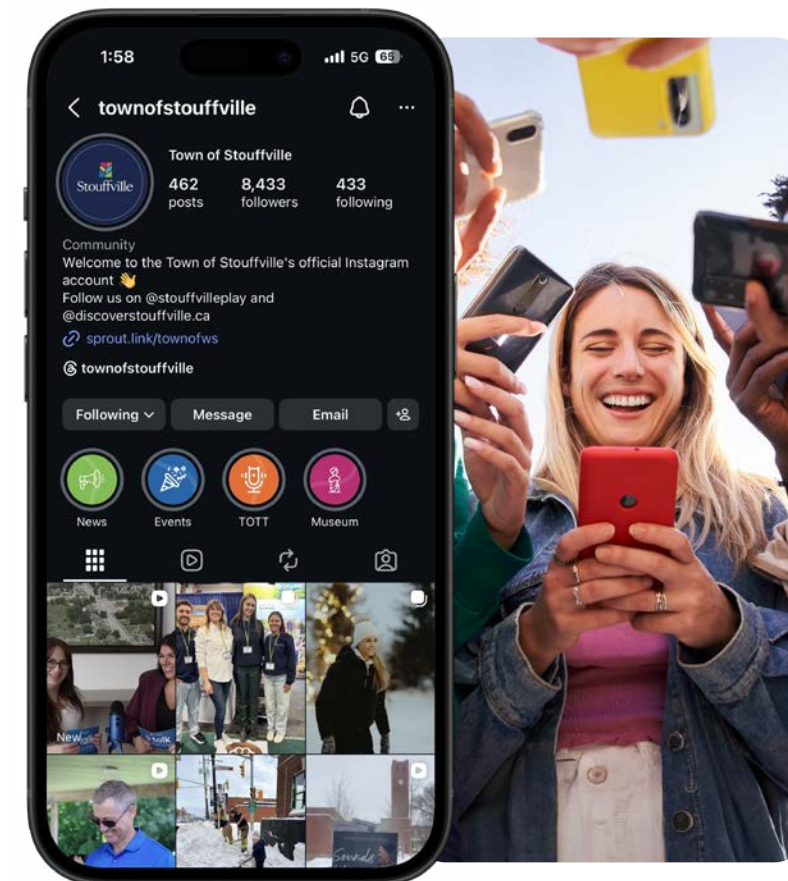 1:58
5G 65
townofstouffville
Stouffville
Town of Stouffville
462 8,433 433
posts followers following
Community
Welcome to the Town of Stouffville's official Instagram
account 👋
Follow us on @stouffvilleplay and
@discoverstouffville.ca
sprout.link/townofws
townofstouffville
Following Message Email
News Events TOTT Museum
New
talk
Sounds